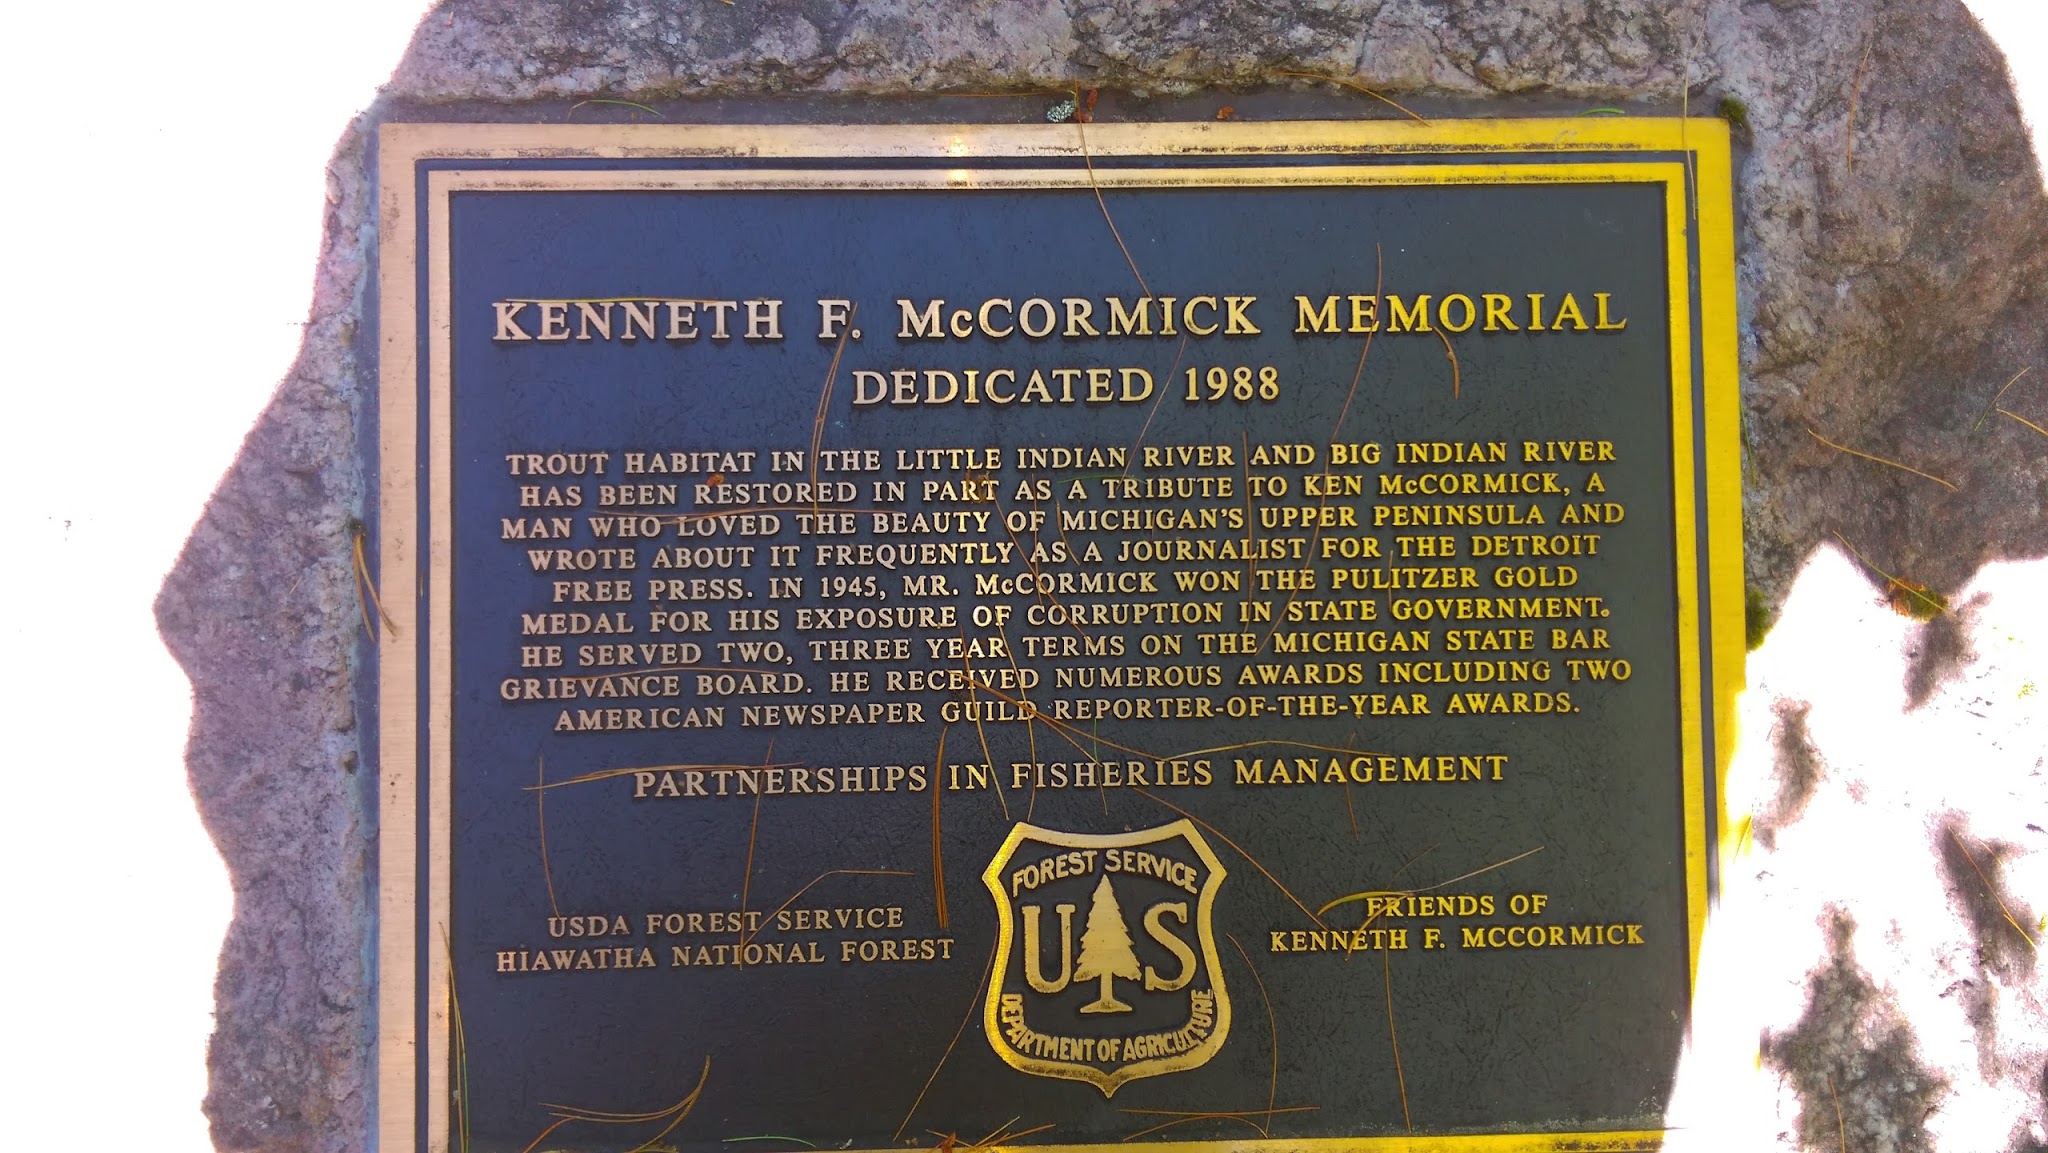 KENNETH F. McCORMICK MEMORIAL
DEDICATED 1988
TROUT HABITAT IN THE LITTLE INDIAN RIVER AND BIG INDIAN RIVER
HAS BEEN RESTORED IN PART AS A TRIBUTE TO KEN McCORMICK, A
MAN WHO LOVED THE BEAUTY OF MICHIGAN'S UPPER PENINSULA AND
WROTE ABOUT IT FREQUENTLY AS A JOURNALIST FOR THE DETROIT
FREE PRESS. IN 1945, MR. McCORMICK WON THE PULITZER GOLD
MEDAL FOR HIS EXPOSURE OF CORRUPTION IN STATE GOVERNMENT.
HE SERVED TWO, THREE YEAR TERMS ON THE MICHIGAN STATE BAR
GRIEVANCE BOARD. HE RECEIVED NUMEROUS AWARDS INCLUDING TWO
AMERICAN NEWSPAPER GUILD REPORTER-OF-THE-YEAR AWARDS.
PARTNERSHIPS IN FISHERIES MANAGEMENT
USDA FOREST SERVICE
HIAWATHA NATIONAL FOREST
FOREST SERVICE
U S
DEPARTMENT OF AGRICULTURE
FRIENDS OF
KENNETH F. MCCORMICK